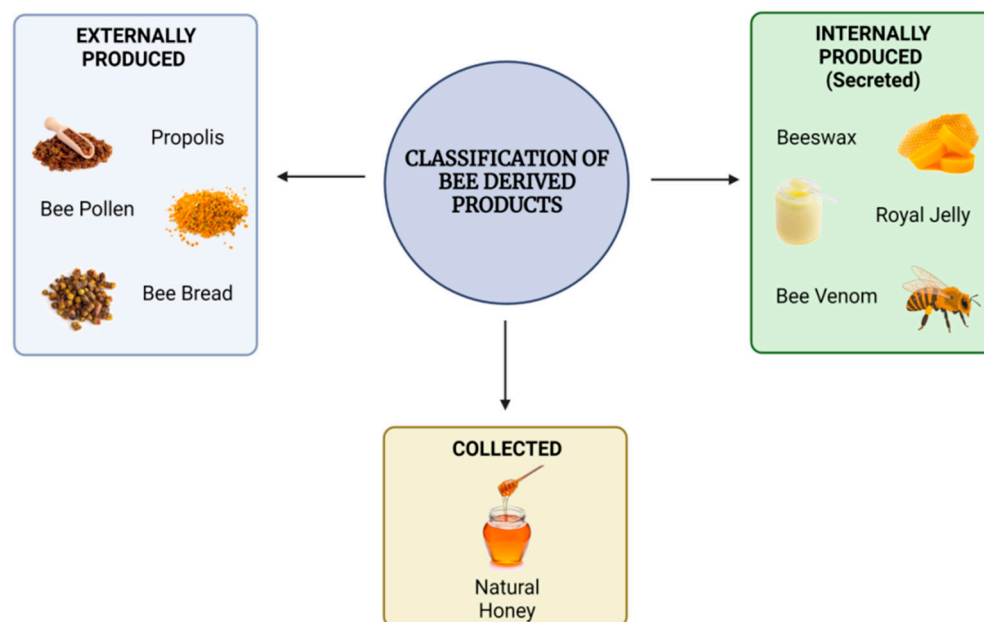 EXTERNALLY
PRODUCED
Propolis
Bee Pollen
Bee Bread
CLASSIFICATION OF
BEE DERIVED
PRODUCTS
INTERNALLY
PRODUCED
(Secreted)
Beeswax
Royal Jelly
Bee Venom
COLLECTED
Natural
Honey